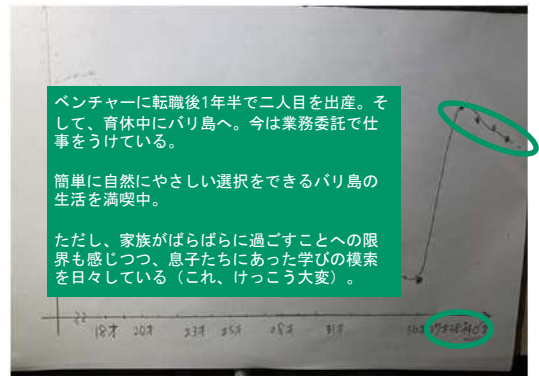 ベンチャーに転職後1年半で二人目を出産。そ
して、育休中にバリ島へ。今は業務委託で仕
事をうけている。
簡単に自然にやさしい選択をできるバリ島の
生活を満喫中。
ただし、家族がばらばらに過ごすことへの限
界も感じつつ、息子たちにあった学びの模索
を日々している（これ、けっこう大変）。
18才 20才 23才 25才 28才 31才 36才